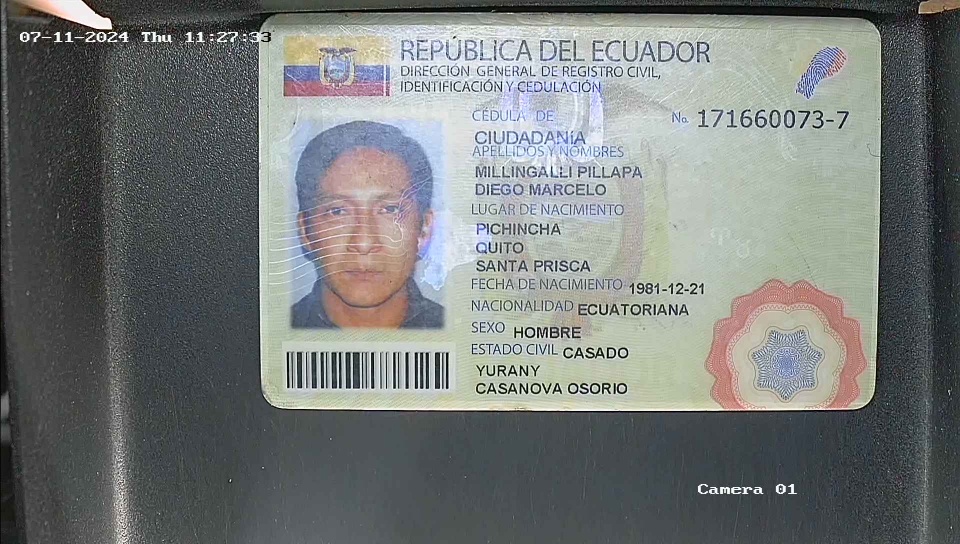 07-11-2024 Thu 11:27:33
REPÚBLICA DEL ECUADOR
DIRECCIÓN GENERAL DE REGISTRO CIVIL,
IDENTIFICACIÓN Y CEDULACIÓN
CÉDULA DE No. 171660073-7
CIUDADANÍA
APELLIDOS Y NOMBRES
MILLINGALLI PILLAPA
DIEGO MARCELO
LUGAR DE NACIMIENTO
PICHINCHA
QUITO
SANTA PRISCA
FECHA DE NACIMIENTO 1981-12-21
NACIONALIDAD ECUATORIANA
SEXO HOMBRE
ESTADO CIVIL CASADO
YURANY
CASANOVA OSORIO
Camera 01